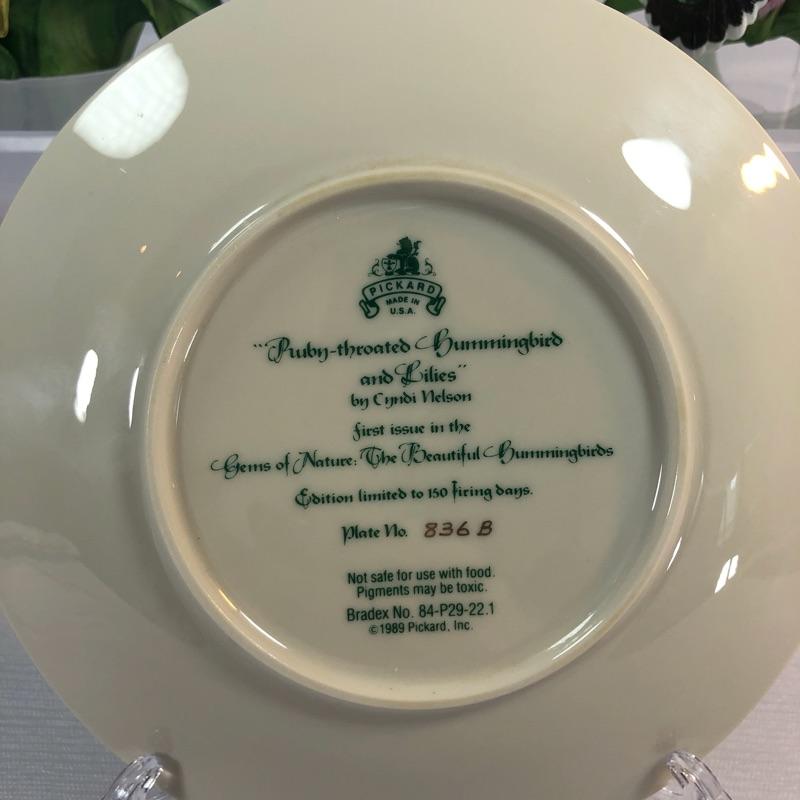 PICKARD
MADE IN
U.S.A.
"Ruby-throated Hummingbird
and Lilies"
by Cyndi Nelson
first issue in the
Gems of Nature: The Beautiful Hummingbirds
Edition limited to 150 firing days.
Plate No. 836 B
Not safe for use with food.
Pigments may be toxic.
Bradex No. 84-P29-22.1
©1989 Pickard, Inc.